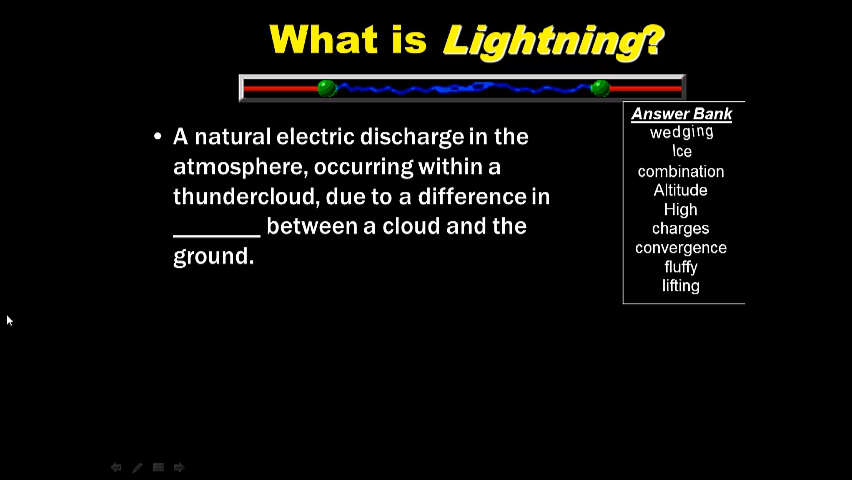 What is Lightning?
• A natural electric discharge in the
atmosphere, occurring within a
thundercloud, due to a difference in
_______ between a cloud and the
ground.
Answer Bank
wedging
Ice
combination
Altitude
High
charges
convergence
fluffy
lifting